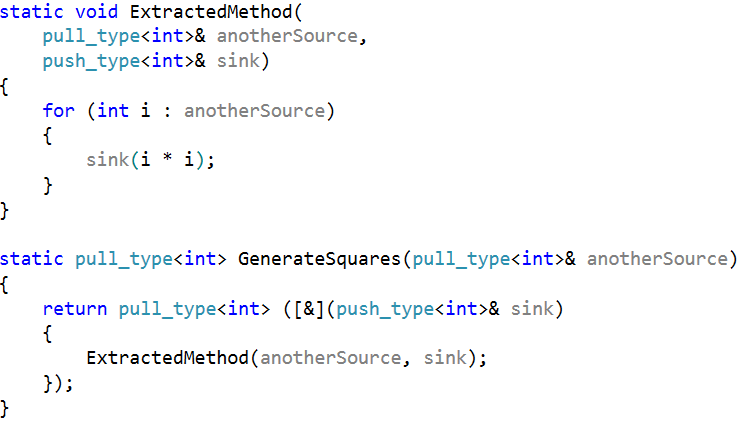 static void ExtractedMethod(
    pull_type<int>& anotherSource,
    push_type<int>& sink)
{
    for (int i : anotherSource)
    {
        sink(i * i);
    }
}

static pull_type<int> GenerateSquares(pull_type<int>& anotherSource)
{
    return pull_type<int> ([&](push_type<int>& sink)
    {
        ExtractedMethod(anotherSource, sink);
    });
}